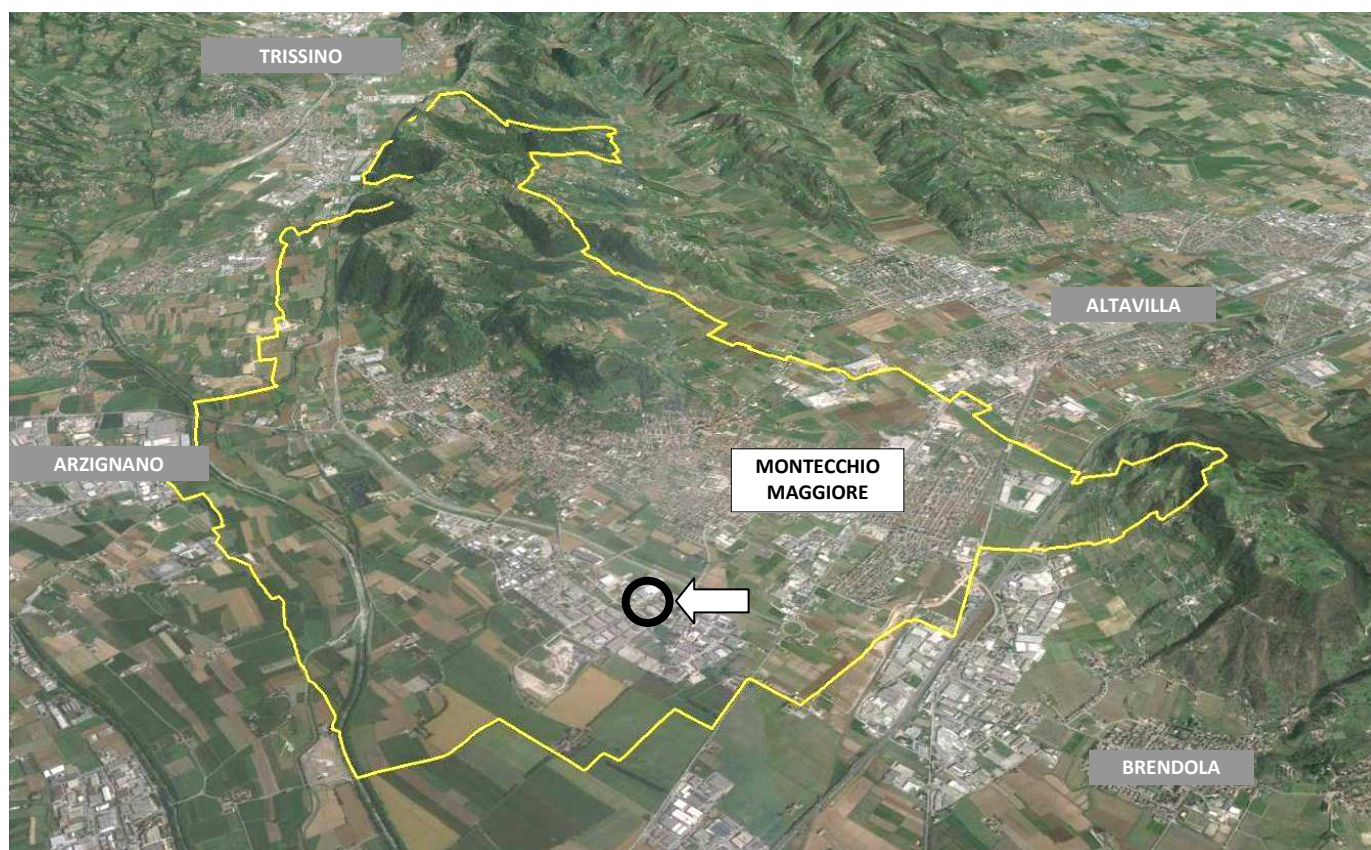 TRISSINO
ALTAVILLA
ARZIGNANO
MONTECCHIO
MAGGIORE
BRENDOLA